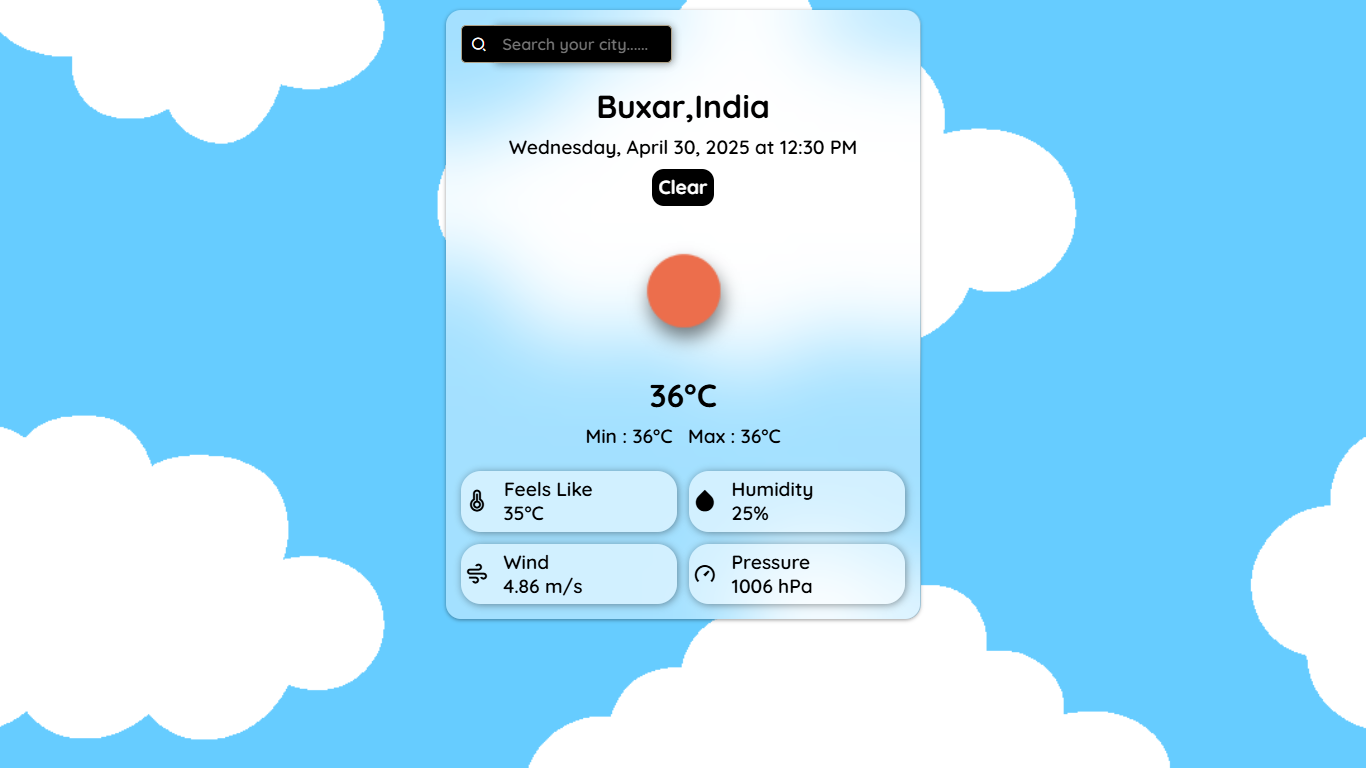 Search your city......
Buxar,India
Wednesday, April 30, 2025 at 12:30 PM
Clear
36°C
Min : 36°C Max : 36°C
Feels Like
35°C
Humidity
25%
Wind
4.86 m/s
Pressure
1006 hPa